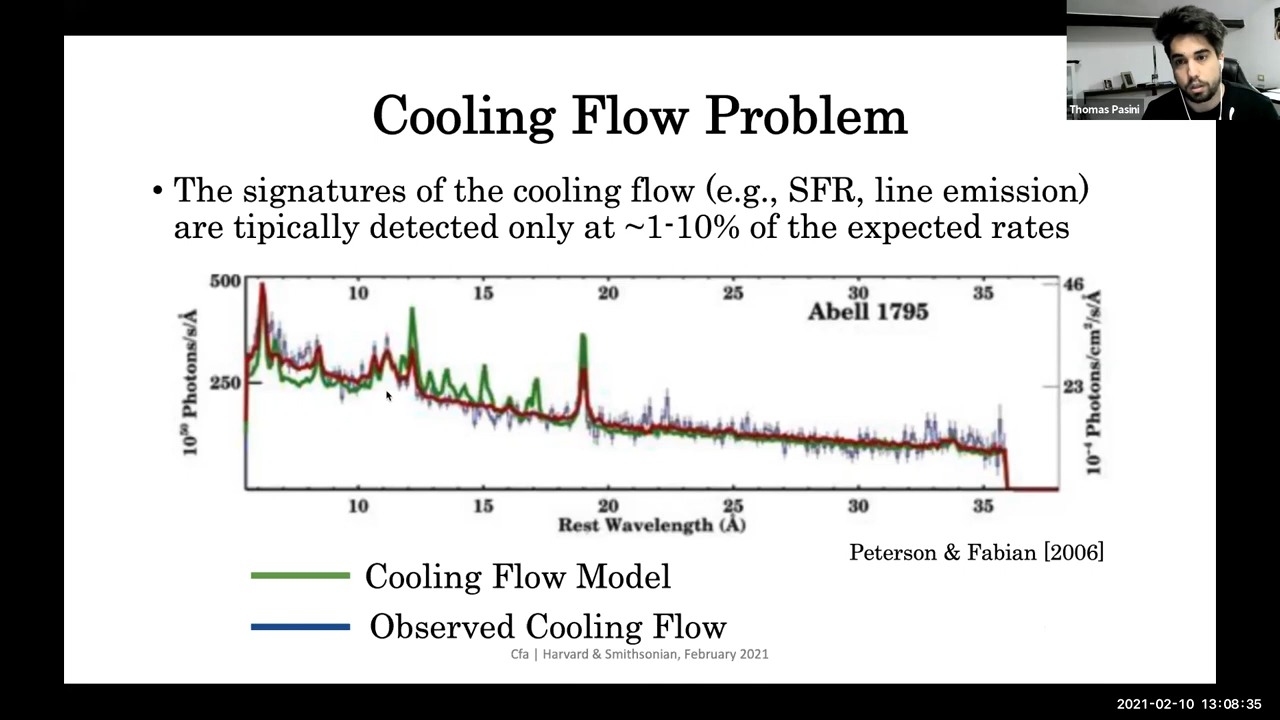 Thomas Pasini
Cooling Flow Problem
• The signatures of the cooling flow (e.g., SFR, line emission)
are tipically detected only at ~1-10% of the expected rates
500
250
10⁵⁰ Photons/s/Å
10 15 20 25 30 35
Abell 1795
46
23
10⁻⁴ Photons/cm²/s/Å
10 15 20 25 30 35
Rest Wavelength (Å)
Peterson & Fabian [2006]
Cooling Flow Model
Observed Cooling Flow
Cfa | Harvard & Smithsonian, February 2021
2021-02-10 13:08:35